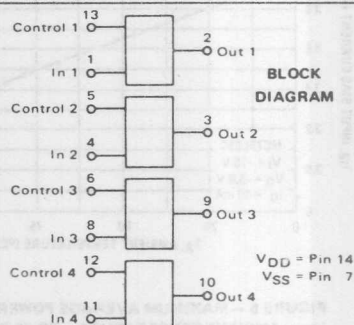 13
Control 1
2
Out 1
1
In 1
BLOCK
DIAGRAM
5
Control 2
3
Out 2
4
In 2
6
Control 3
9
Out 3
8
In 3
12
Control 4
VDD = Pin 14
VSS = Pin 7
10
Out 4
11
In 4